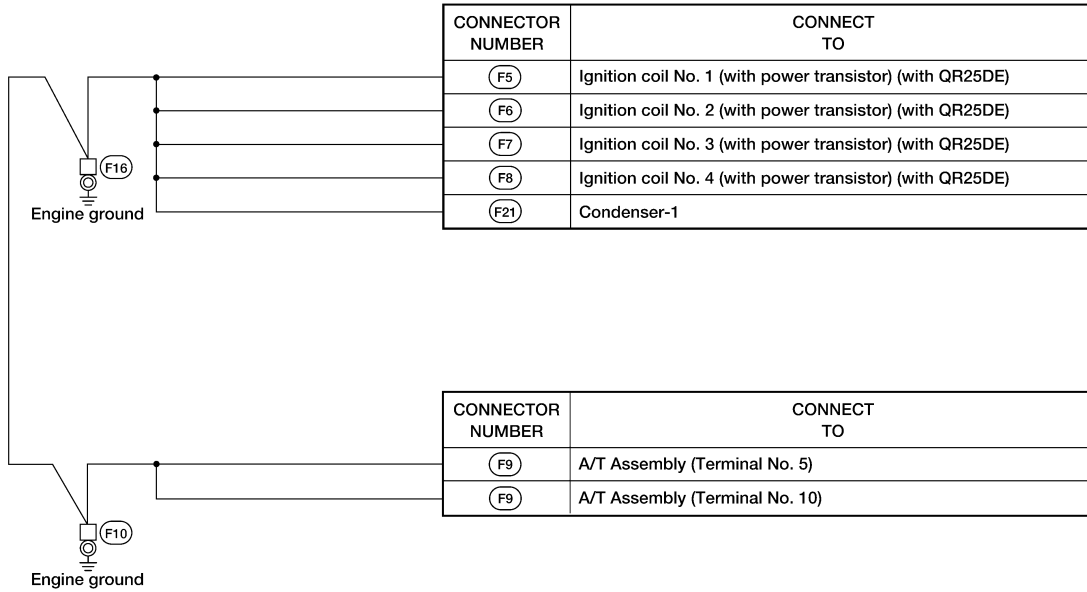 CONNECTOR NUMBER CONNECT TO
F5 Ignition coil No. 1 (with power transistor) (with QR25DE)
F6 Ignition coil No. 2 (with power transistor) (with QR25DE)
F7 Ignition coil No. 3 (with power transistor) (with QR25DE)
F8 Ignition coil No. 4 (with power transistor) (with QR25DE)
F21 Condenser-1
F16
Engine ground
CONNECTOR NUMBER CONNECT TO
F9 A/T Assembly (Terminal No. 5)
F9 A/T Assembly (Terminal No. 10)
F10
Engine ground